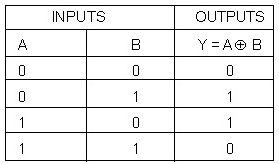 INPUTS OUTPUTS
A B Y = A ⊕ B
0 0 0
0 1 1
1 0 1
1 1 0